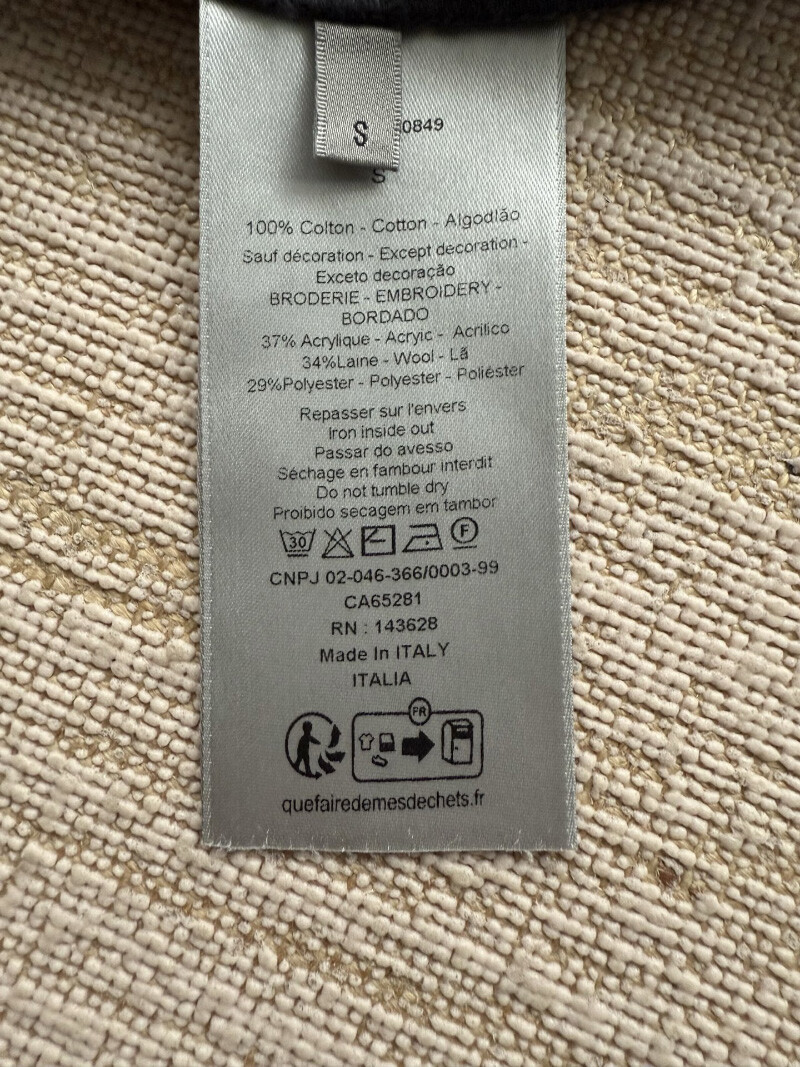 S
0849
S
100% Colton - Cotton - Algodlão
Sauf décoration - Except decoration -
Exceto decoração
BRODERIE - EMBROIDERY -
BORDADO
37% Acrylique - Acryic - Acrilico
34%Laine - Wool - Lã
29%Polyester - Polyester - Poliéster
Repasser sur l'envers
Iron inside out
Passar do avesso
Séchage en fambour interdit
Do not tumble dry
Proibido secagem em tambor
30 F
CNPJ 02-046-366/0003-99
CA65281
RN : 143628
Made In ITALY
ITALIA
FR
quefairedemesdechets.fr